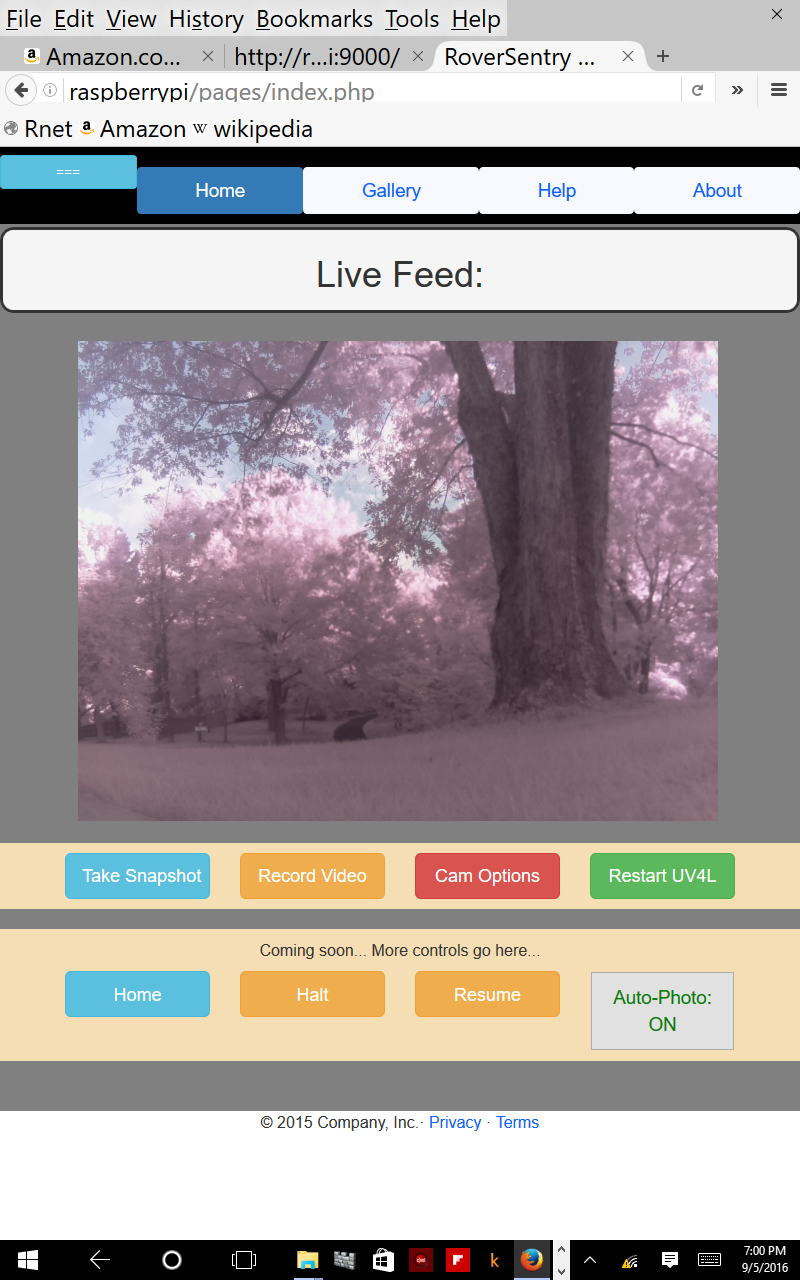 File Edit View History Bookmarks Tools Help
Amazon.co... http://r...i:9000/ RoverSentry ...
raspberrypi/pages/index.php
Rnet Amazon wikipedia
=== Home Gallery Help About
Live Feed:
Take Snapshot Record Video Cam Options Restart UV4L
Coming soon... More controls go here...
Home Halt Resume Auto-Photo:
ON
© 2015 Company, Inc.· Privacy · Terms
7:00 PM
9/5/2016